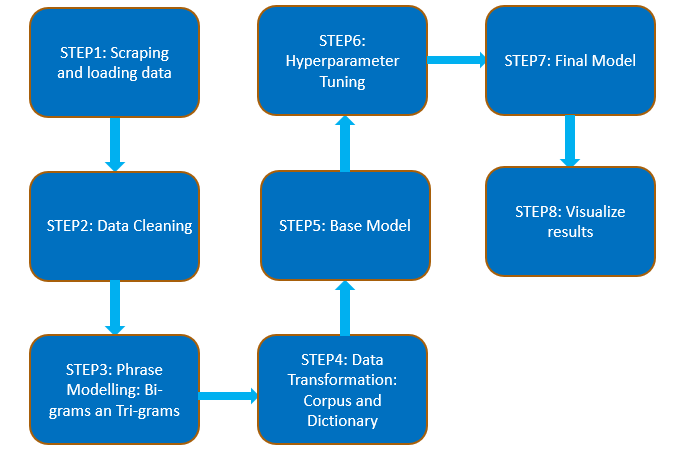 STEP1: Scraping
and loading data
STEP2: Data Cleaning
STEP3: Phrase
Modelling: Bi-
grams an Tri-grams
STEP4: Data
Transformation:
Corpus and
Dictionary
STEP5: Base Model
STEP6:
Hyperparameter
Tuning
STEP7: Final Model
STEP8: Visualize
results